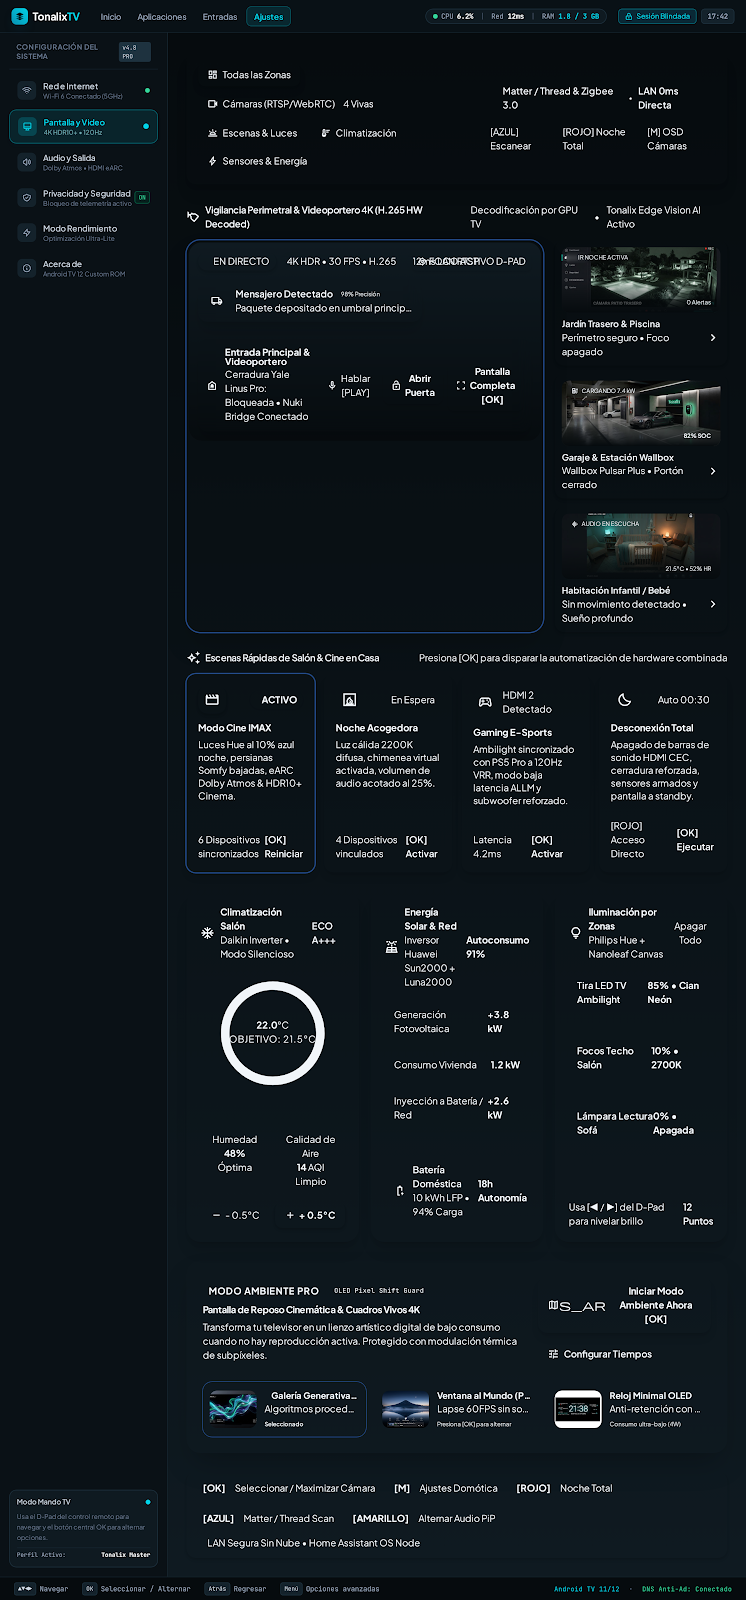 TonalixTV Inicio Aplicaciones Entradas Ajustes CPU 6.2% Red 12ms RAM 1.8 / 3 GB Sesión Blindada 17:42
CONFIGURACIÓN DEL SISTEMA
v4.8 PRO
Red e Internet
Wi-Fi 6 Conectado (5GHz)
Pantalla y Video
4K HDR10+ • 120Hz
Audio y Salida
Dolby Atmos • HDMI eARC
Privacidad y Seguridad ON
Bloqueo de telemetría activo
Modo Rendimiento
Optimización Ultra-Lite
Acerca de
Android TV 12 Custom ROM
Modo Mando TV
Usa el D-Pad del control remoto para
navegar y el botón central OK para alternar
opciones.
Perfil Activo: Tonalix Master
Todas las Zonas
Cámaras (RTSP/WebRTC) 4 Vivas
Escenas & Luces Climatización
Sensores & Energía
Matter / Thread & Zigbee
3.0
• LAN 0ms
Directa
[AZUL]
Escanear
[ROJO] Noche
Total
[M] OSD
Cámaras
Vigilancia Perimetral & Videoportero 4K (H.265 HW
Decoded)
Decodificación por GPU
TV
• Tonalix Edge Vision AI
Activo
EN DIRECTO 4K HDR • 30 FPS • H.265
Mensajero Detectado 98% Precisión
Paquete depositado en umbral princip...
Entrada Principal &
Videoportero
Cerradura Yale
Linus Pro:
Bloqueada • Nuki
Bridge Conectado
Hablar
[PLAY]
Abrir
Puerta
Pantalla
Completa
[OK]
IR NOCHE ACTIVA
CÁMARA PATIO TRASERO
0 Alertas
Jardín Trasero & Piscina
Perímetro seguro • Foco
apagado
CARGANDO 7.4 kW
82% SOC
Garaje & Estación Wallbox
Wallbox Pulsar Plus • Portón
cerrado
AUDIO EN ESCUCHA
21.5°C • 52% HR
Habitación Infantil / Bebé
Sin movimiento detectado •
Sueño profundo
Escenas Rápidas de Salón & Cine en Casa Presiona [OK] para disparar la automatización de hardware combinada
ACTIVO
Modo Cine IMAX
Luces Hue al 10% azul
noche, persianas
Somfy bajadas, eARC
Dolby Atmos & HDR10+
Cinema.
6 Dispositivos
sincronizados
[OK]
Reiniciar
En Espera
Noche Acogedora
Luz cálida 2200K
difusa, chimenea virtual
activada, volumen de
audio acotado al 25%.
4 Dispositivos
vinculados
[OK]
Activar
HDMI 2
Detectado
Gaming E-Sports
Ambilight sincronizado
con PS5 Pro a 120Hz
VRR, modo baja
latencia ALLM y
subwoofer reforzado.
Latencia
4.2ms
[OK]
Activar
Auto 00:30
Desconexión Total
Apagado de barras de
sonido HDMI CEC,
cerradura reforzada,
sensores armados y
pantalla a standby.
[ROJO]
Acceso
Directo
[OK]
Ejecutar
Climatización
Salón
Daikin Inverter •
Modo Silencioso
ECO
A+++
22.0°C
OBJETIVO: 21.5°C
Humedad
48%
Óptima
Calidad de
Aire
14 AQI
Limpio
- 0.5°C
+ 0.5°C
Energía
Solar & Red
Inversor
Huawei
Sun2000 +
Luna2000
Autoconsumo
91%
Generación
Fotovoltaica
+3.8
kW
Consumo Vivienda 1.2 kW
Inyección a Batería /
Red
+2.6
kW
Batería
Doméstica
10 kWh LFP •
94% Carga
18h
Autonomía
Iluminación por
Zonas
Philips Hue +
Nanoleaf Canvas
Apagar
Todo
Tira LED TV
Ambilight
85% • Cian
Neón
Focos Techo
Salón
10% •
2700K
Lámpara Lectura
Sofá
0% •
Apagada
Usa [◀ / ▶] del D-Pad
para nivelar brillo
12
Puntos
MODO AMBIENTE PRO OLED Pixel Shift Guard
Pantalla de Reposo Cinemática & Cuadros Vivos 4K
Transforma tu televisor en un lienzo artístico digital de bajo consumo
cuando no hay reproducción activa. Protegido con modulación térmica
de subpíxeles.
S_AR
Iniciar Modo
Ambiente Ahora
[OK]
Configurar Tiempos
Galería Generativa...
Algoritmos proced...
Seleccionado
Ventana al Mundo (P...
Lapse 60FPS sin so...
Presiona [OK] para alternar
21:38
Reloj Minimal OLED
Anti-retención con ...
Consumo ultra-bajo (4W)
[OK] Seleccionar / Maximizar Cámara [M] Ajustes Domótica [ROJO] Noche Total
[AZUL] Matter / Thread Scan [AMARILLO] Alternar Audio PiP
LAN Segura Sin Nube • Home Assistant OS Node
▲▼◀▶ Navegar OK Seleccionar / Alternar Atrás Regresar Menú Opciones avanzadas Android TV 11/12 · DNS Anti-Ad: Conectado